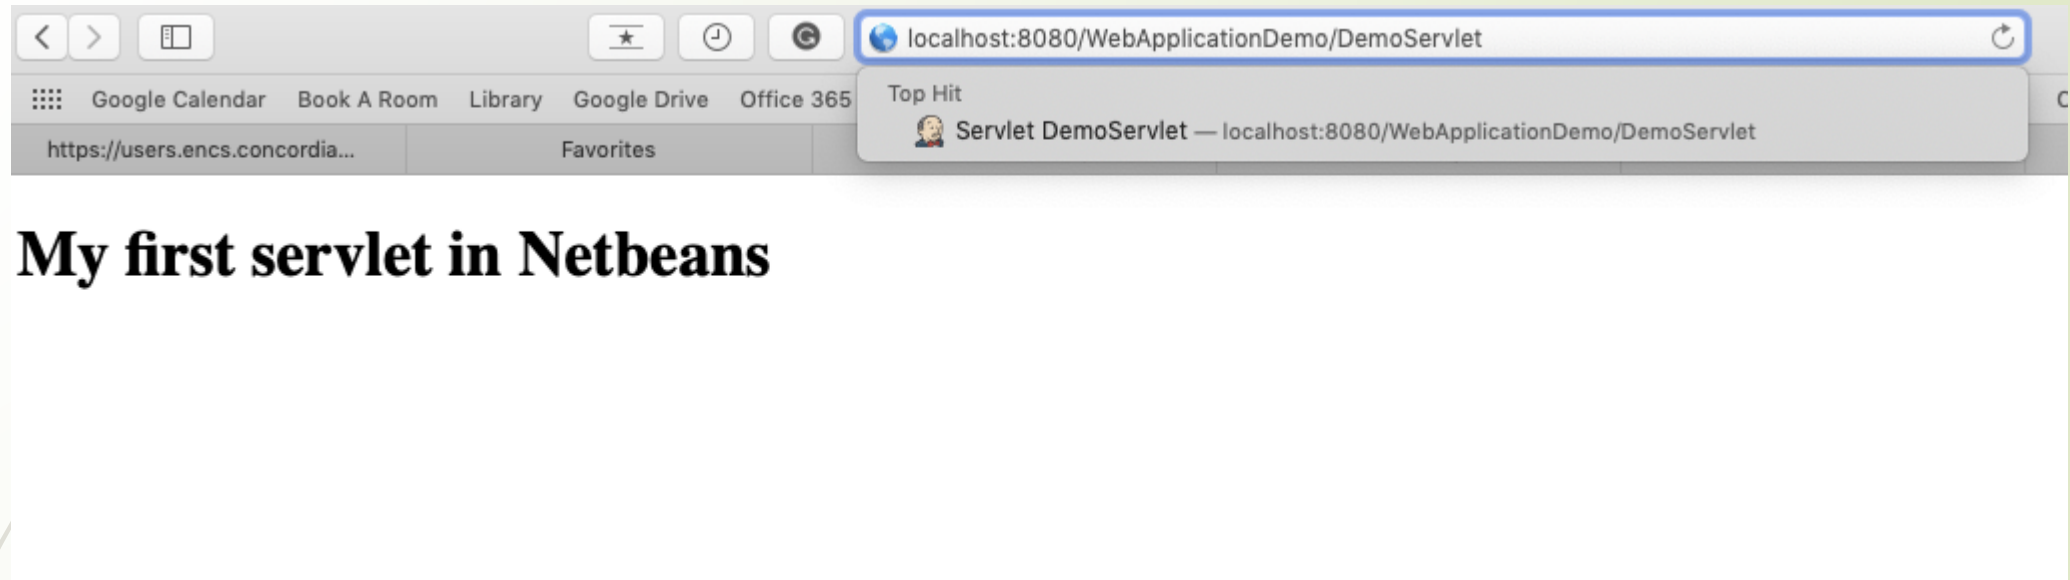 localhost:8080/WebApplicationDemo/DemoServlet
Google Calendar Book A Room Library Google Drive Office 365
Top Hit
Servlet DemoServlet — localhost:8080/WebApplicationDemo/DemoServlet
https://users.encs.concordia... Favorites
My first servlet in Netbeans